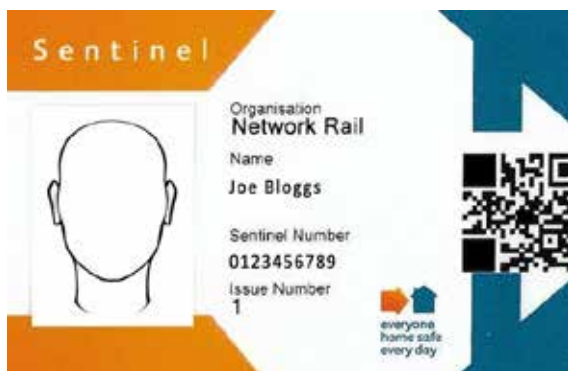 Sentinel
Organisation
Network Rail
Name
Joe Bloggs
Sentinel Number
0123456789
Issue Number
1
everyone
home safe
every day